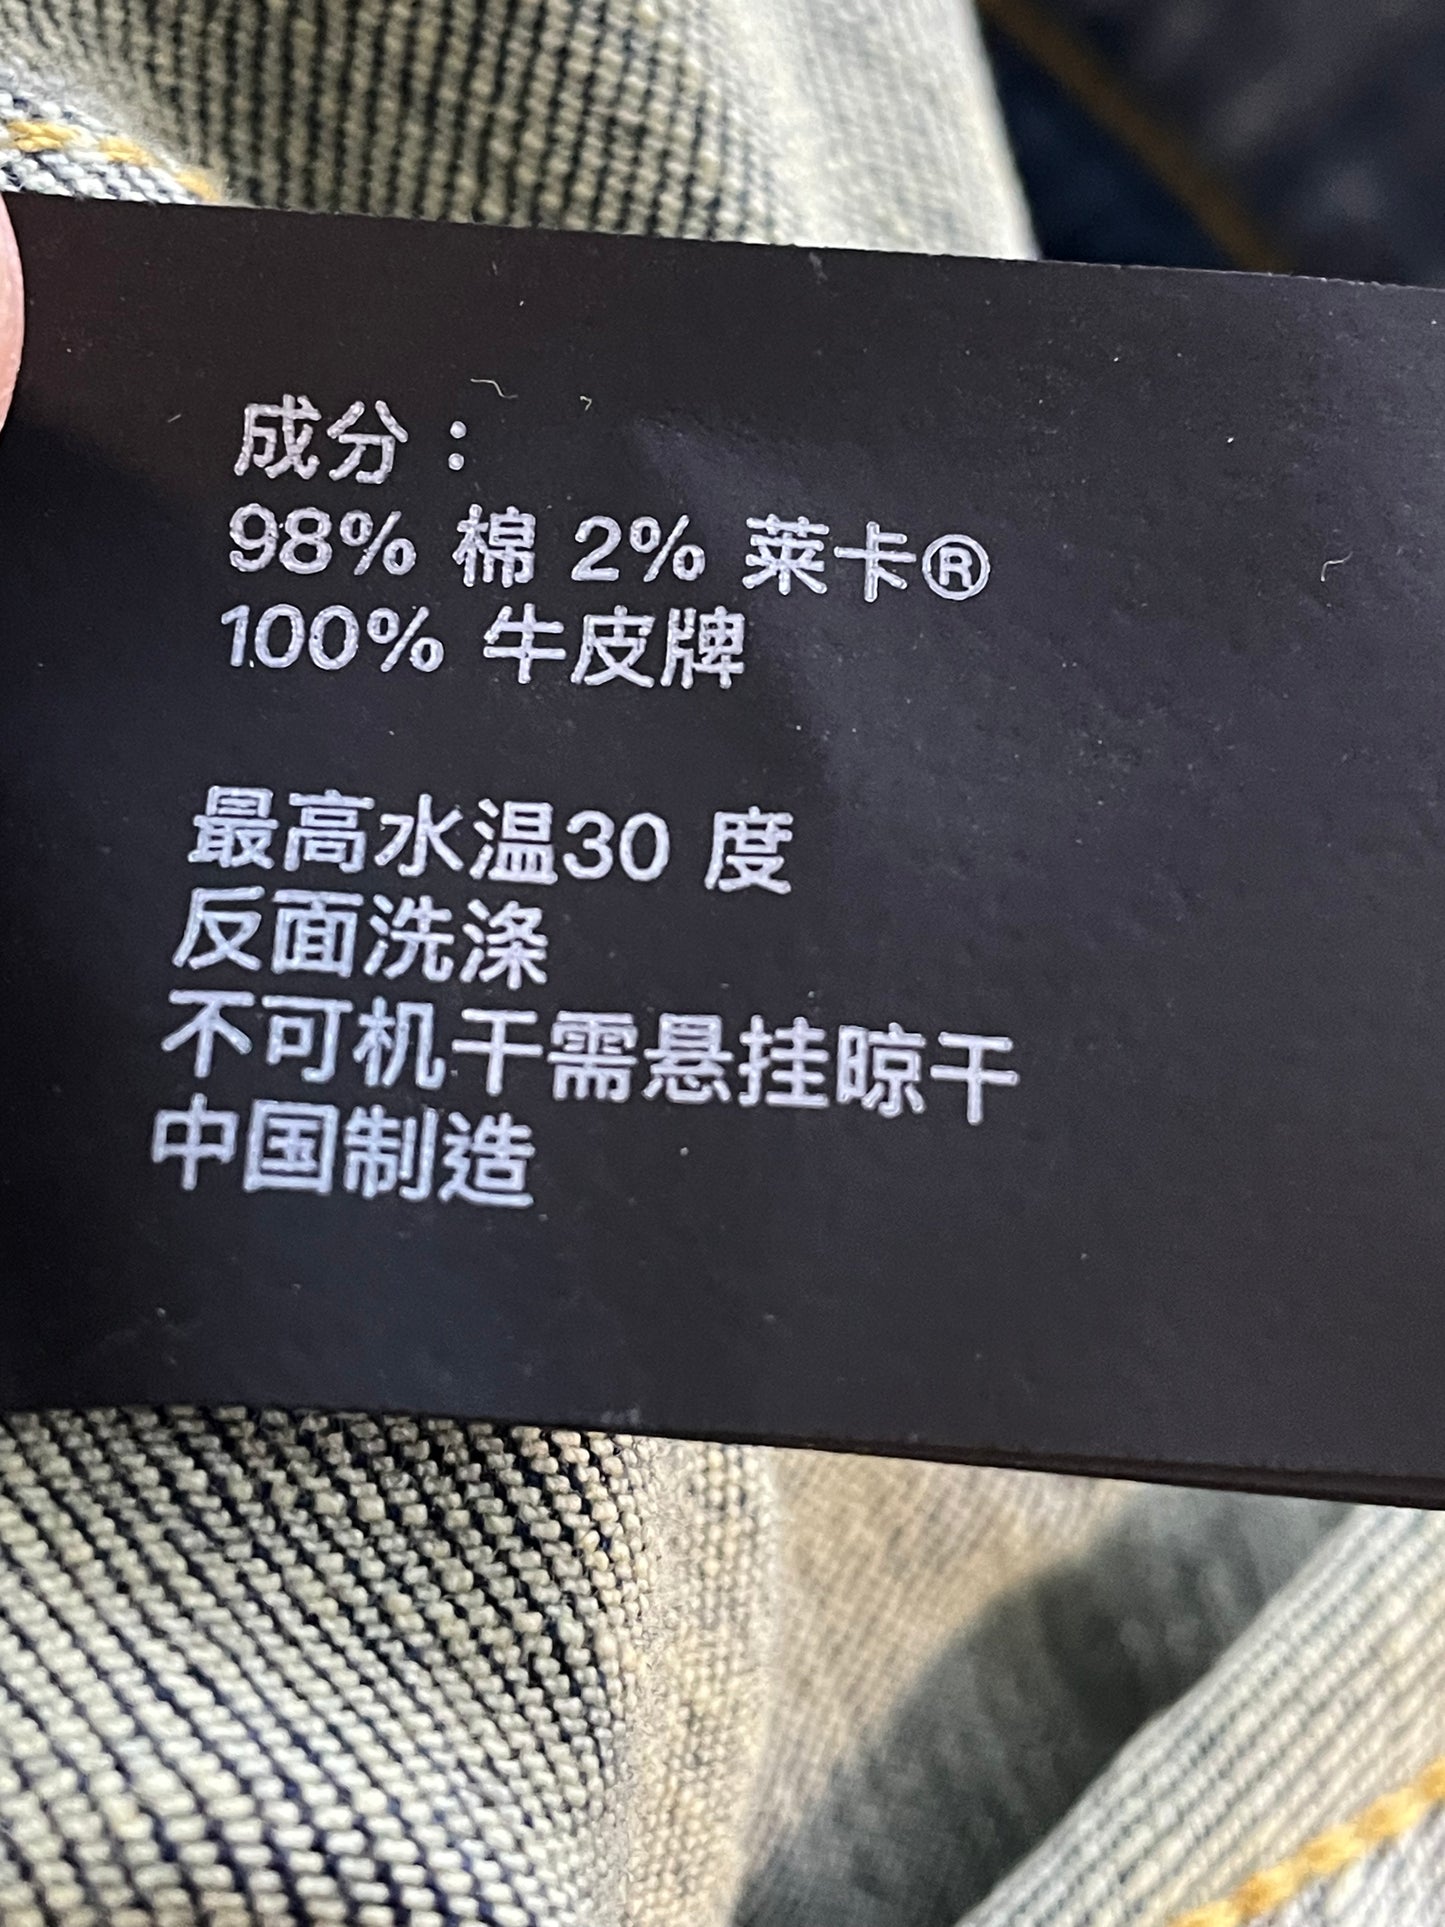 成分：
98% 棉 2% 莱卡®
100% 牛皮牌
最高水温30 度
反面洗涤
不可机干需悬挂晾干
中国制造